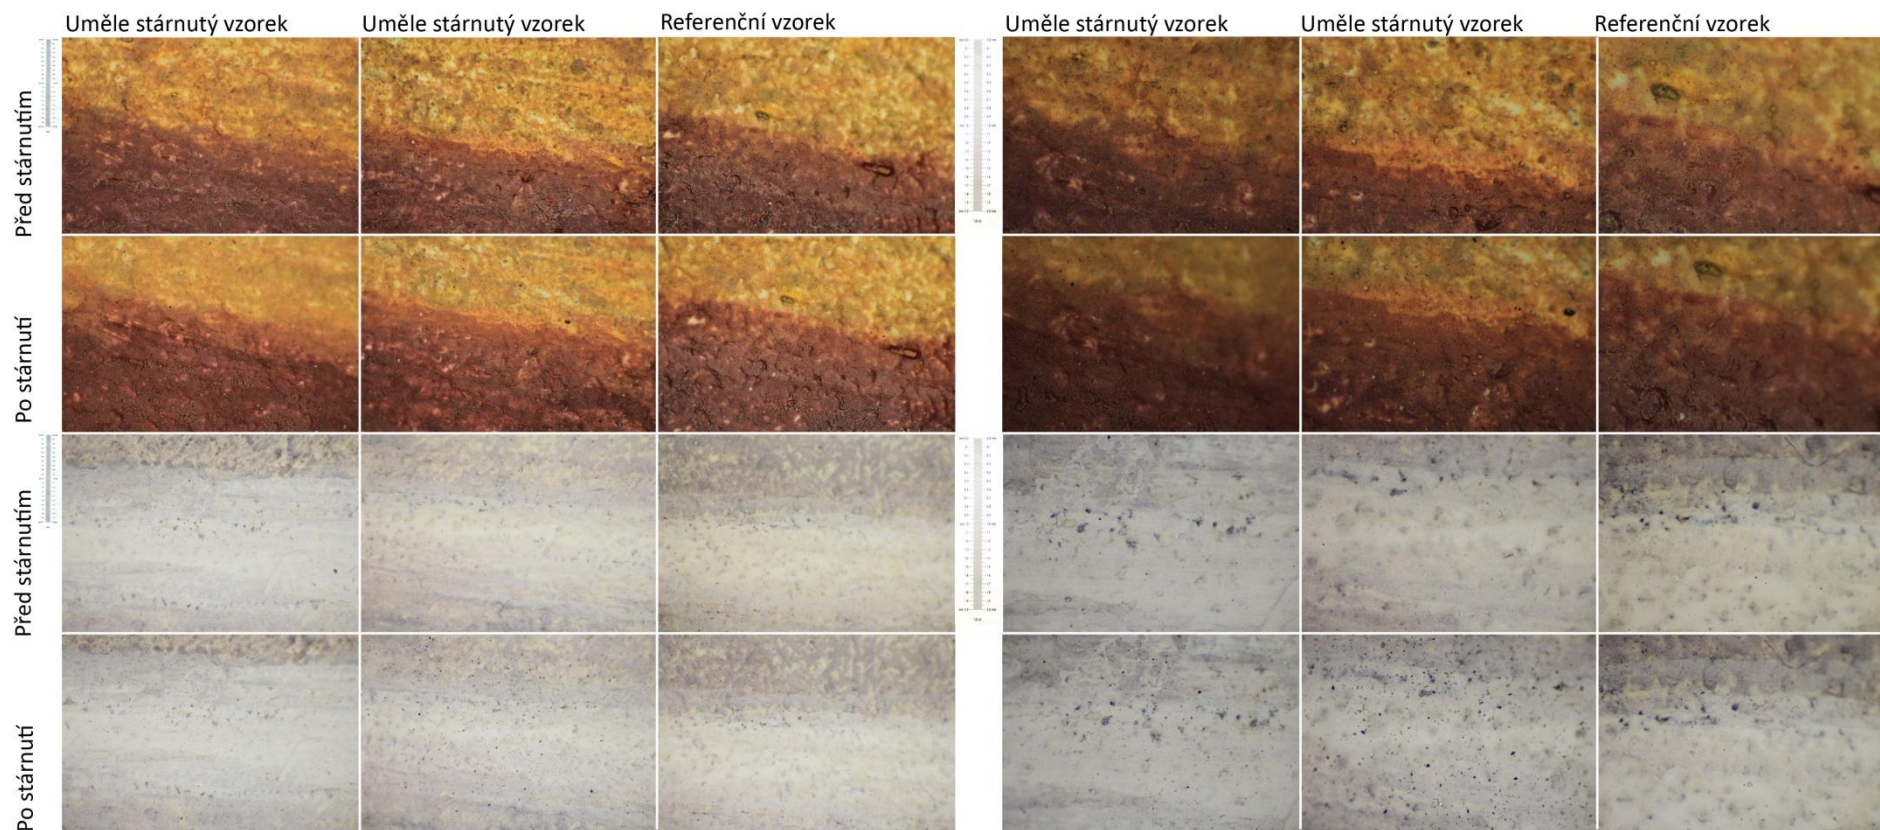 Uměle stárnutý vzorek Uměle stárnutý vzorek Referenční vzorek Uměle stárnutý vzorek Uměle stárnutý vzorek Referenční vzorek
Před stárnutím
Po stárnutí
Před stárnutím
Po stárnutí